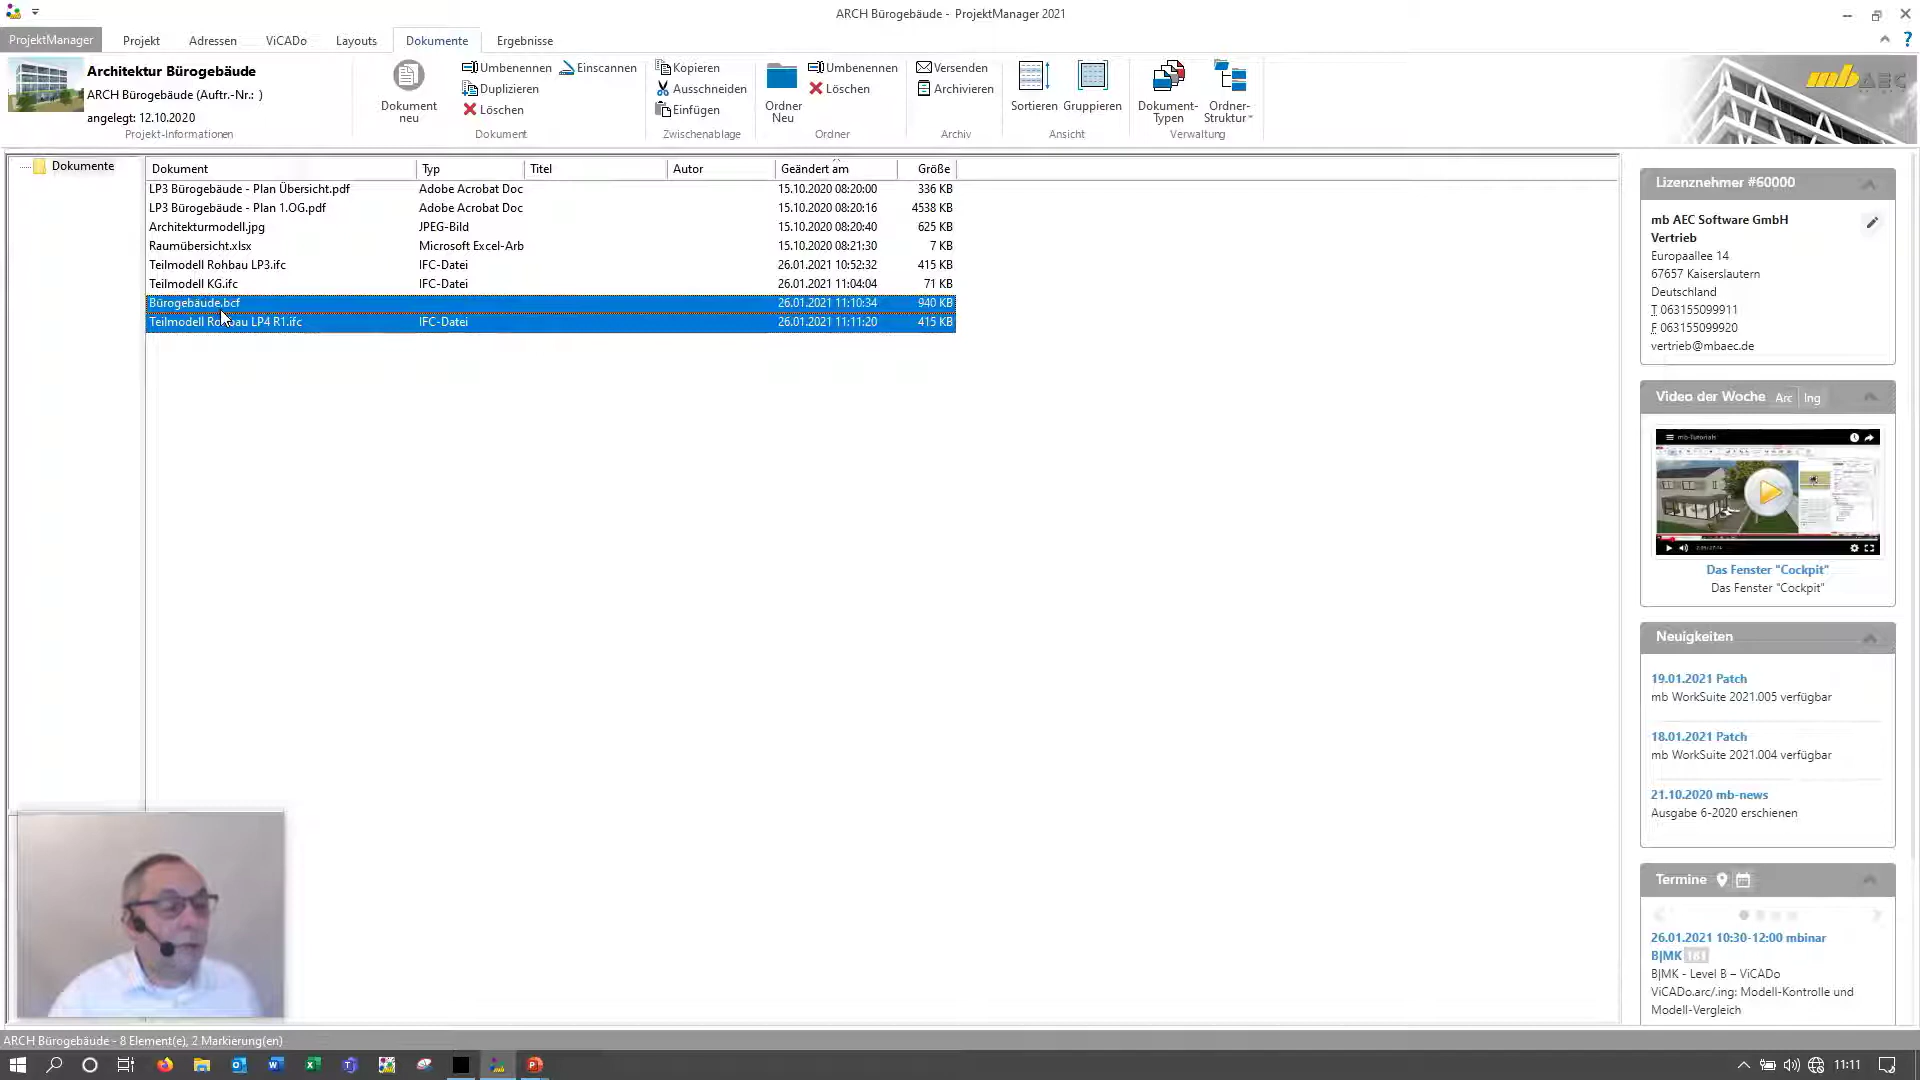 ARCH Bürogebäude - ProjektManager 2021
ProjektManager Projekt Adressen ViCADo Layouts Dokumente Ergebnisse
Architektur Bürogebäude
ARCH Bürogebäude (Auftr.-Nr.: )
angelegt: 12.10.2020
Projekt-Informationen
Dokument
neu
Umbenennen
Duplizieren
Löschen
Einscannen
Dokument
Kopieren
Ausschneiden
Einfügen
Zwischenablage
Ordner
Neu
Umbenennen
Löschen
Ordner
Versenden
Archivieren
Archiv
Sortieren Gruppieren
Ansicht
Dokument-
Typen
Ordner-
Struktur
Verwaltung
mb AEC
Dokumente
Dokument Typ Titel Autor Geändert am Größe
LP3 Bürogebäude - Plan Übersicht.pdf Adobe Acrobat Doc 15.10.2020 08:20:00 336 KB
LP3 Bürogebäude - Plan 1.OG.pdf Adobe Acrobat Doc 15.10.2020 08:20:16 4538 KB
Architekturmodell.jpg JPEG-Bild 15.10.2020 08:20:40 625 KB
Raumübersicht.xlsx Microsoft Excel-Arb 15.10.2020 08:21:30 7 KB
Teilmodell Rohbau LP3.ifc IFC-Datei 26.01.2021 10:52:32 415 KB
Teilmodell KG.ifc IFC-Datei 26.01.2021 11:04:04 71 KB
Bürogebäude.bcf 26.01.2021 11:10:34 940 KB
Teilmodell Rohbau LP4 R1.ifc IFC-Datei 26.01.2021 11:11:20 415 KB
Lizenznehmer #60000
mb AEC Software GmbH
Vertrieb
Europaallee 14
67657 Kaiserslautern
Deutschland
T 063155099911
F 063155099920
vertrieb@mbaec.de
Video der Woche Arc Ing
mb-Tutorials
Das Fenster "Cockpit"
Das Fenster "Cockpit"
Neuigkeiten
19.01.2021 Patch
mb WorkSuite 2021.005 verfügbar
18.01.2021 Patch
mb WorkSuite 2021.004 verfügbar
21.10.2020 mb-news
Ausgabe 6-2020 erschienen
Termine
26.01.2021 10:30-12:00 mbinar
B|MK 181
B|MK - Level B – ViCADo
ViCADo.arc/.ing: Modell-Kontrolle und
Modell-Vergleich
ARCH Bürogebäude - 8 Element(e), 2 Markierung(en)
11:11